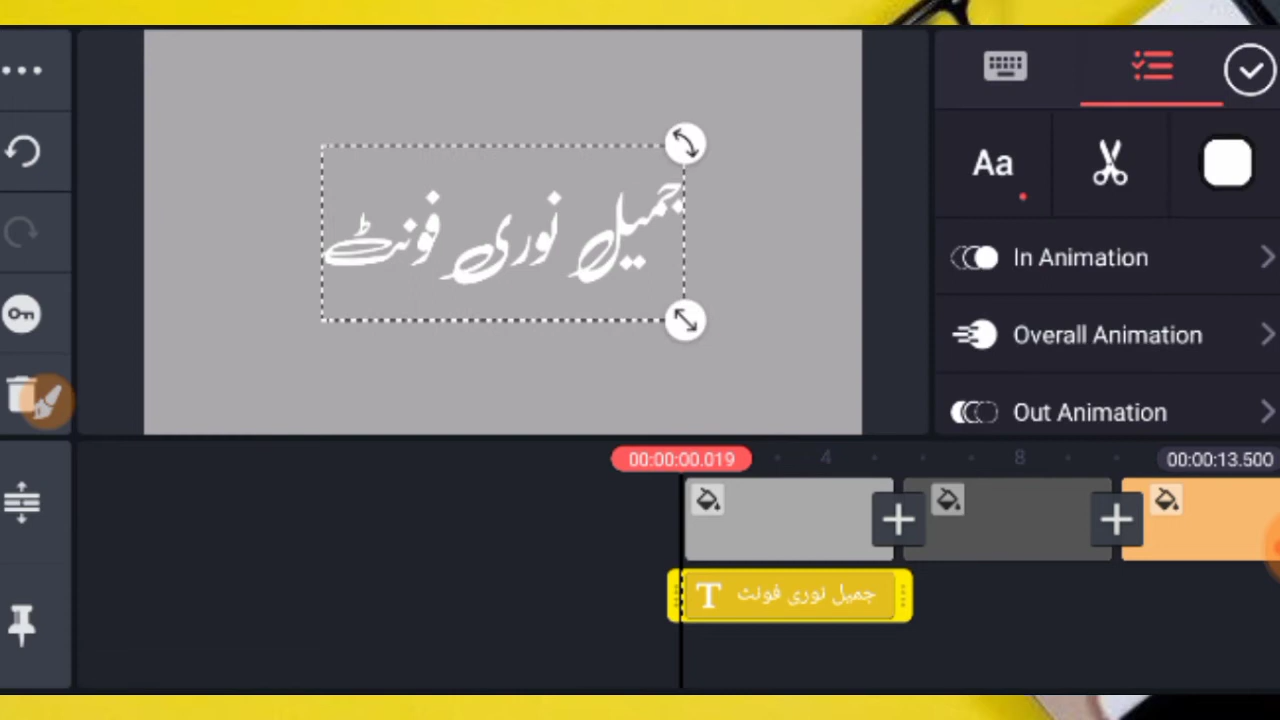 جمیل نوری فونٹ
Aa
In Animation
Overall Animation
Out Animation
00:00:00.019
4
8
00:00:13.500
T جمیل نوری فونٹ